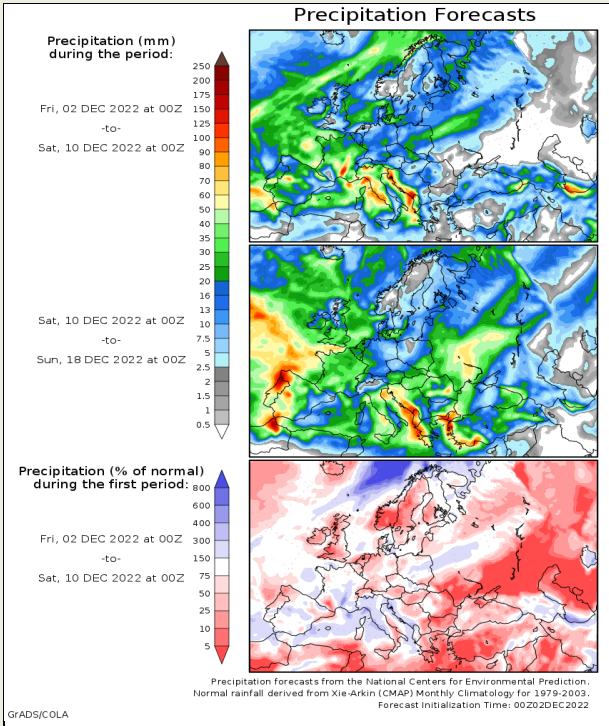 Precipitation Forecasts
Precipitation (mm)
during the period:
Fri, 02 DEC 2022 at 00Z
-to-
Sat, 10 DEC 2022 at 00Z
250
200
175
150
125
100
90
80
70
60
50
40
35
30
25
20
16
13
10
7.5
5
2.5
2
1.5
1
0.5
Sat, 10 DEC 2022 at 00Z
-to-
Sun, 18 DEC 2022 at 00Z
Precipitation (% of normal)
during the first period:
Fri, 02 DEC 2022 at 00Z
-to-
Sat, 10 DEC 2022 at 00Z
800
600
400
300
150
75
50
25
10
5
Precipitation forecasts from the National Centers for Environmental Prediction.
Normal rainfall derived from Xie-Arkin (CMAP) Monthly Climatology for 1979-2003.
Forecast Initialization Time: 00Z02DEC2022
GrADS/COLA